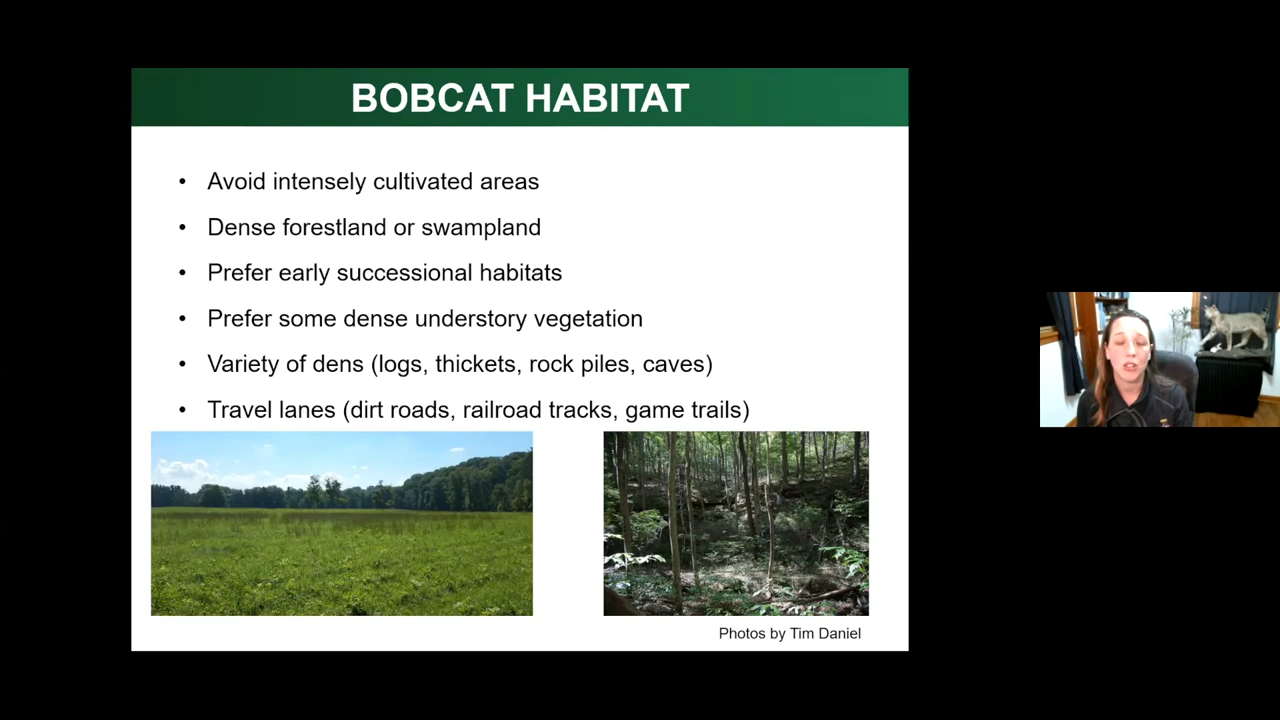 BOBCAT HABITAT
• Avoid intensely cultivated areas
• Dense forestland or swampland
• Prefer early successional habitats
• Prefer some dense understory vegetation
• Variety of dens (logs, thickets, rock piles, caves)
• Travel lanes (dirt roads, railroad tracks, game trails)
Photos by Tim Daniel